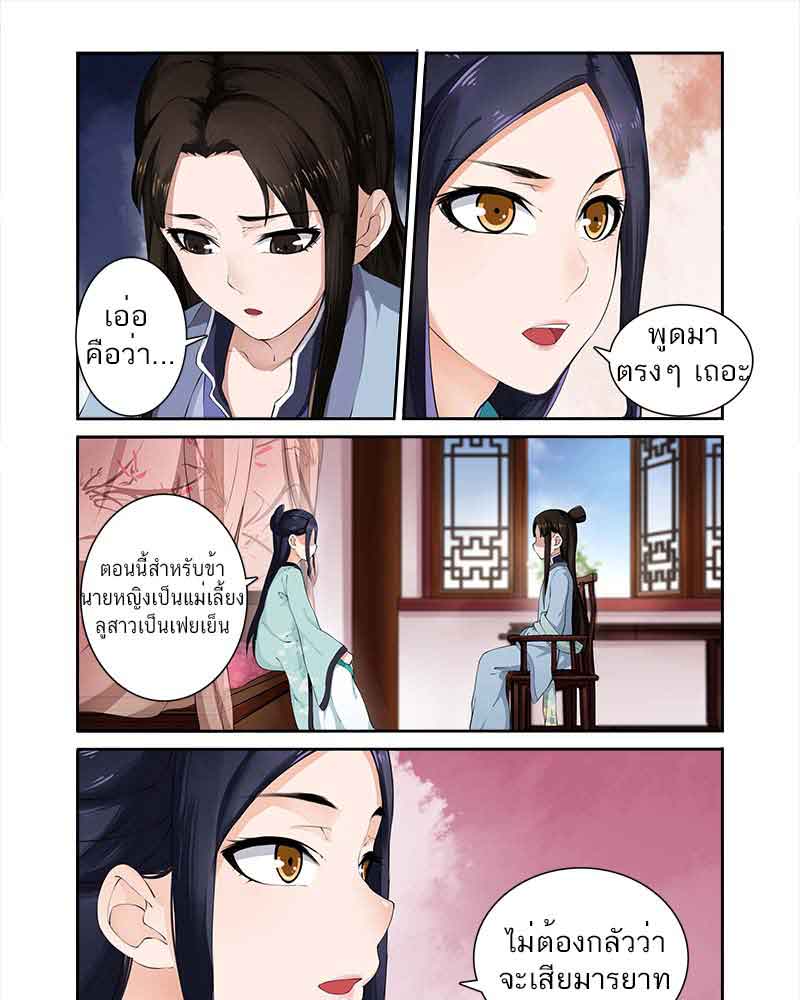 เอ่อ
คือว่า...
พูดมา
ตรงๆ เถอะ
ตอนนี้สำหรับข้า
นายหญิงเป็นแม่เลี้ยง
ลูสาวเป็นเฟยเย็น
ไม่ต้องกลัวว่า
จะเสียมารยาท